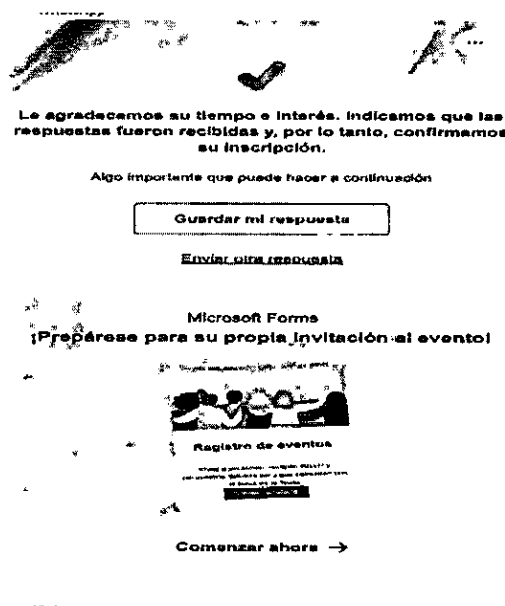 Le agradecemos su tiempo e interés. Indicamos que las
respuestas fueron recibidas y, por lo tanto, confirmamos
su inscripción.
Algo importante que puede hacer a continuación
Guardar mi respuesta
Enviar otra respuesta
Microsoft Forms
¡Prepárese para su propia invitación al evento!
Registro de eventos
Comenzar ahora →